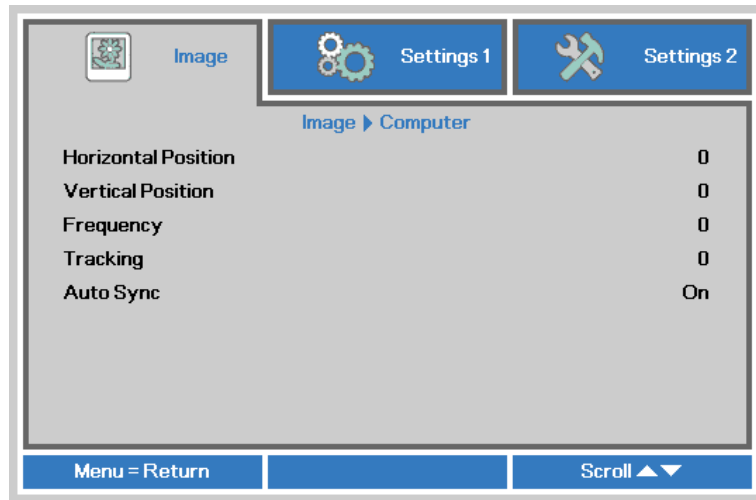 Image
Settings 1
Settings 2
Image ▶ Computer
Horizontal Position 0
Vertical Position 0
Frequency 0
Tracking 0
Auto Sync On
Menu = Return
Scroll ▲▼